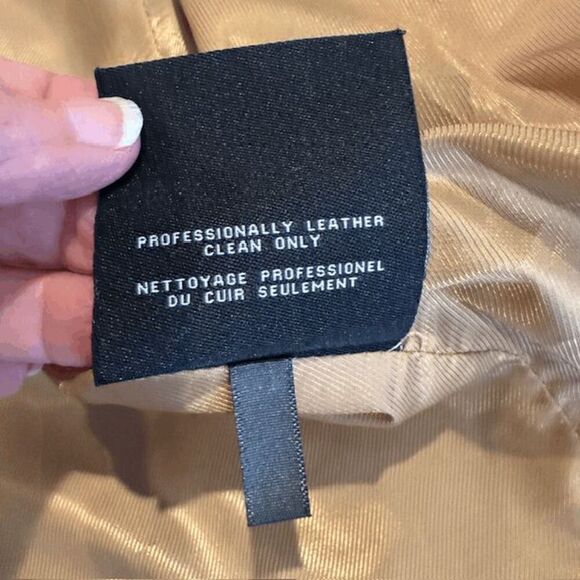 PROFESSIONALLY LEATHER
CLEAN ONLY
NETTOYAGE PROFESSIONEL
DU CUIR SEULEMENT